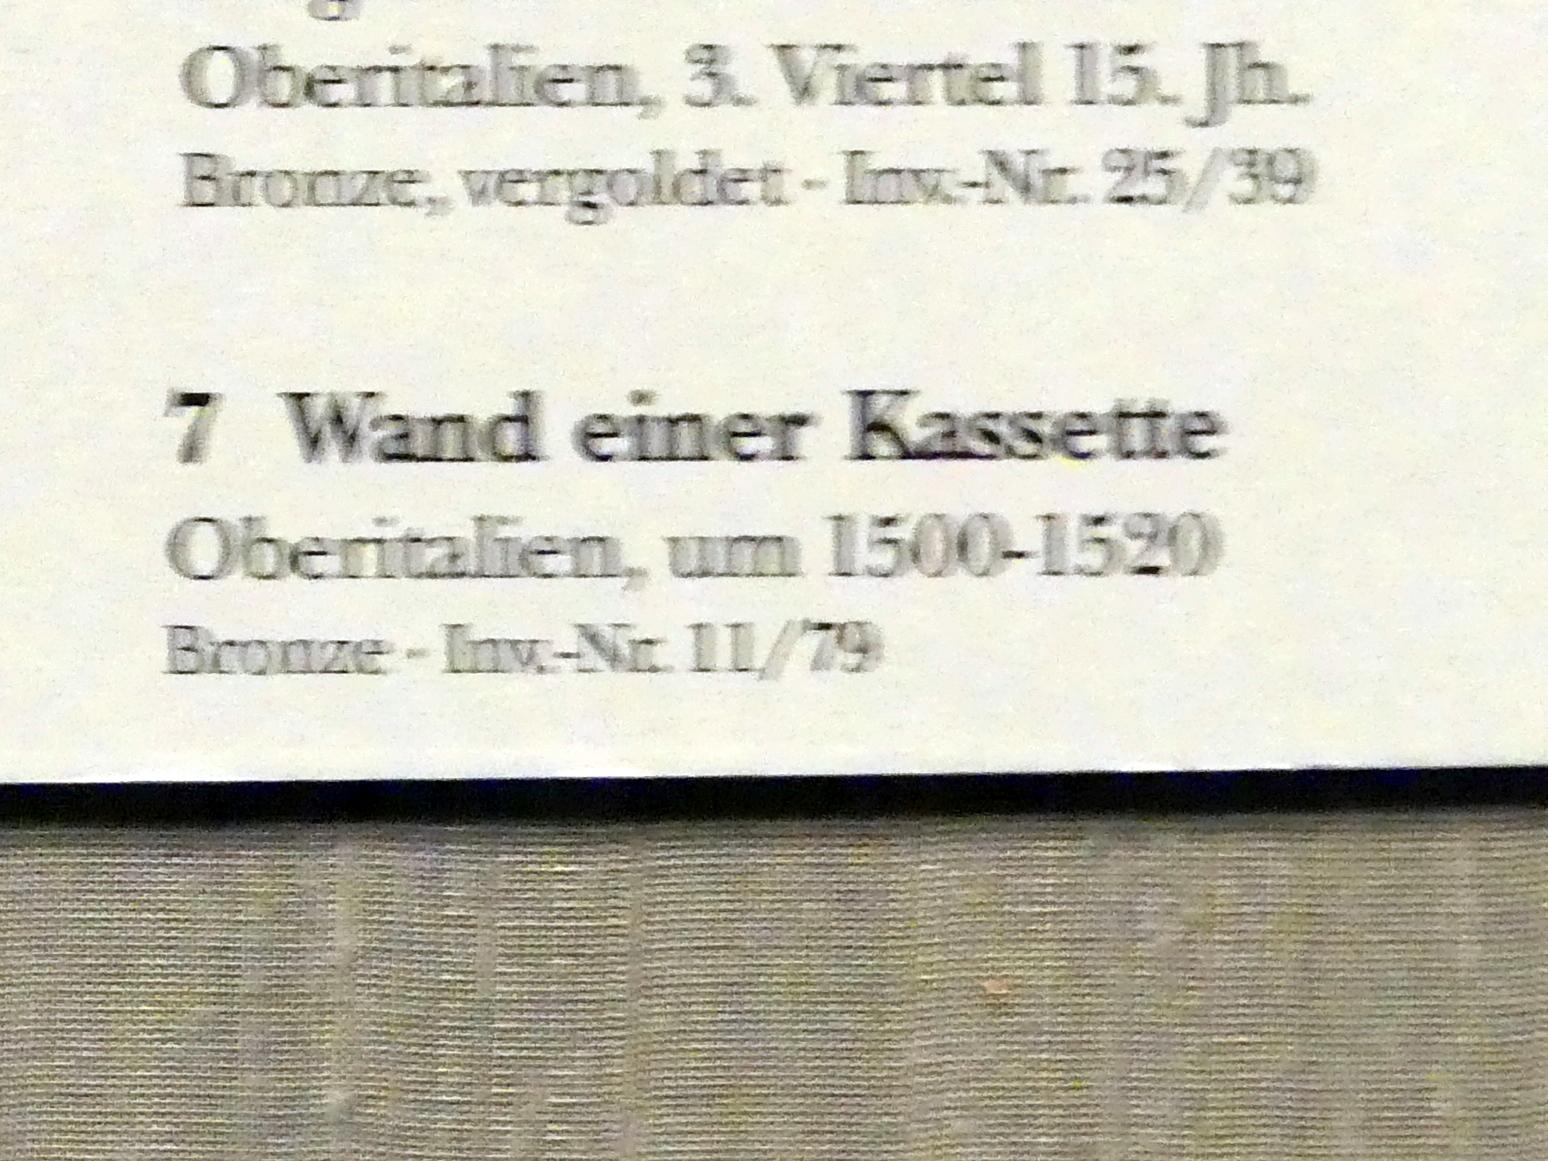 Oberitalien, 3. Viertel 15. Jh.
Bronze, vergoldet - Inv.-Nr. 25/39
7 Wand einer Kassette
Oberitalien, um 1500-1520
Bronze - Inv.-Nr. 11/79